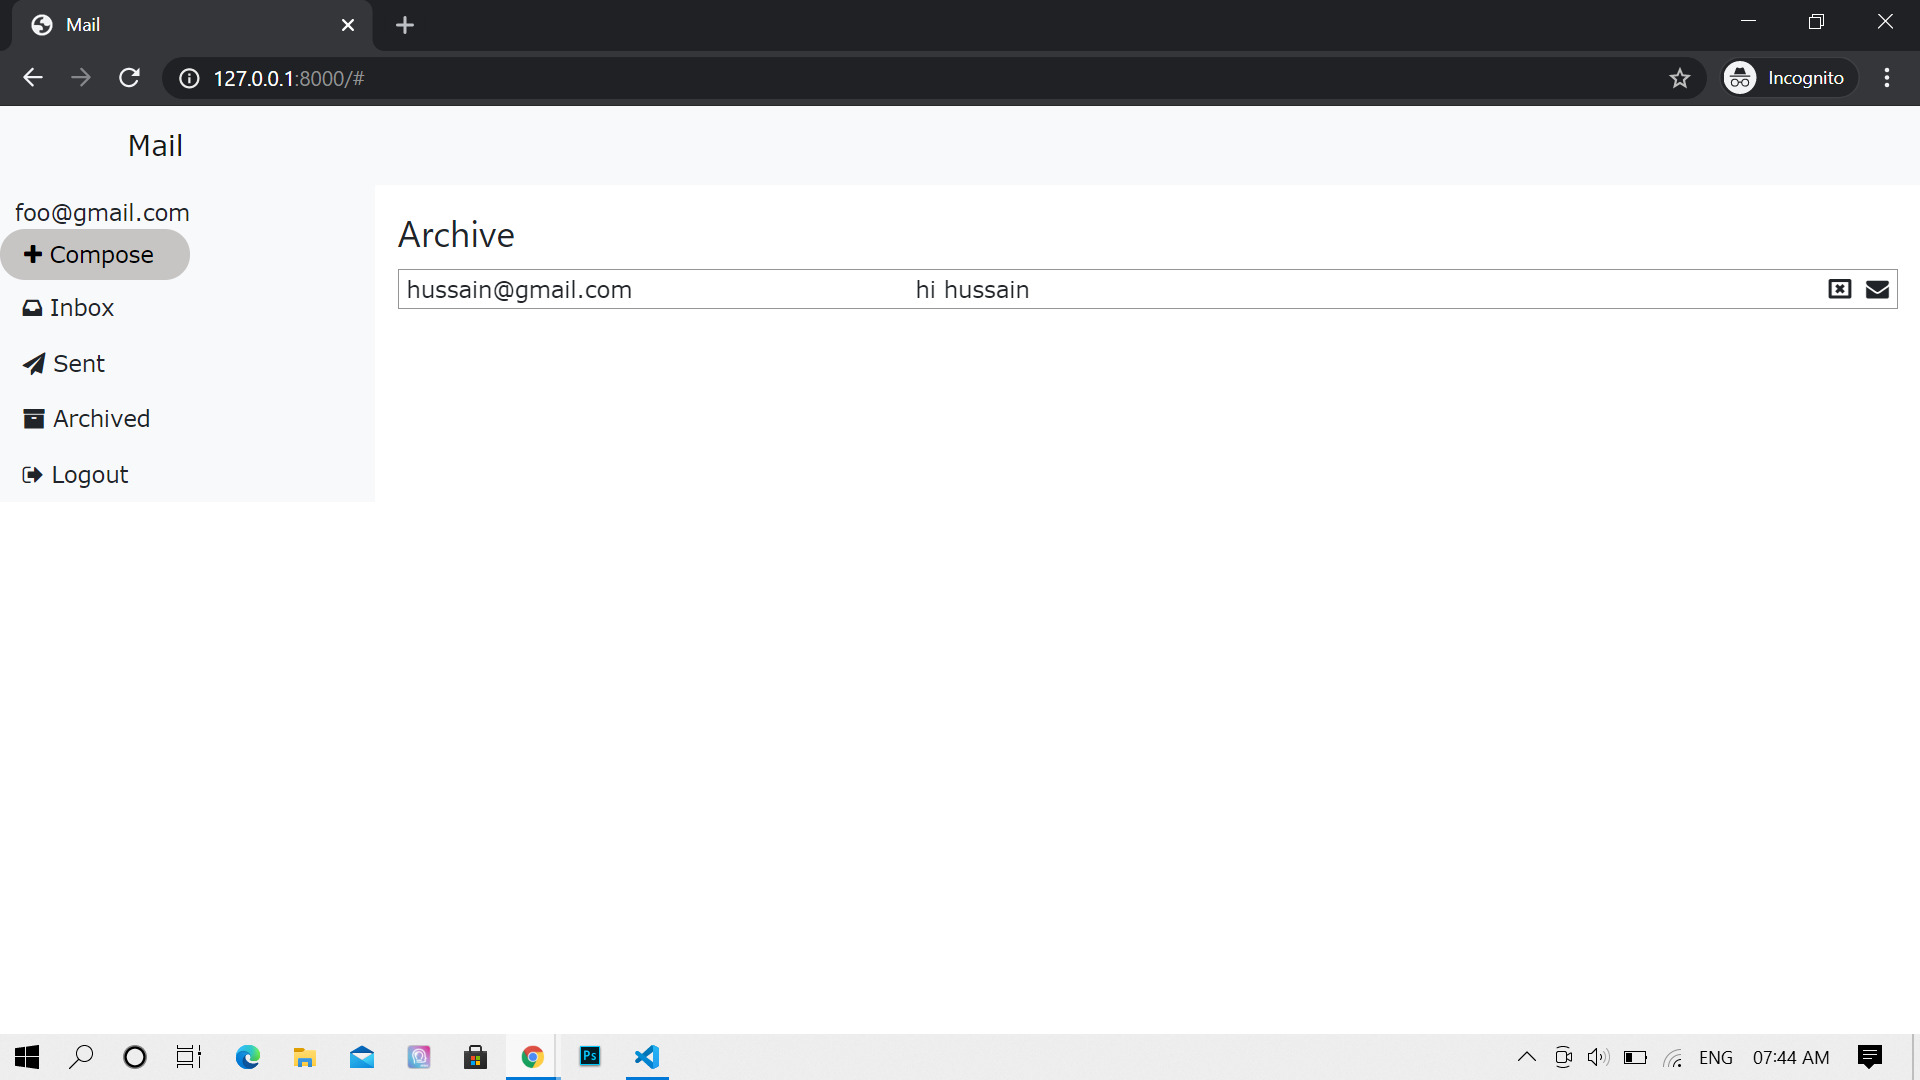 Mail
127.0.0.1:8000/#
Incognito
Mail
foo@gmail.com
Compose
Inbox
Sent
Archived
Logout
Archive
hussain@gmail.com hi hussain
Ps
ENG 07:44 AM